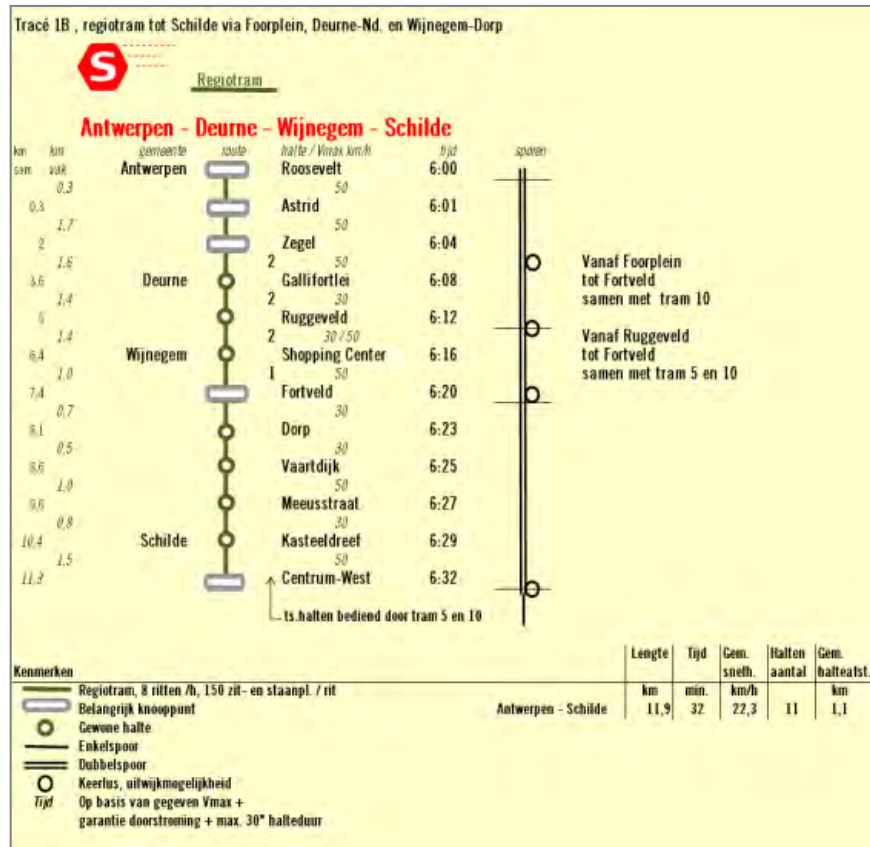 Tracé 1B , regiotram tot Schilde via Foorplein, Deurne-Nd. en Wijnegem-Dorp
S
Regiotram
Antwerpen - Deurne - Wijnegem - Schilde
km km gemeente route halte / Vmax km/h tijd sporen
sam vak Antwerpen Roosevelt 6:00
0,3 50
0,3 Astrid 6:01
1,7 50
2 Zegel 6:04
1,6 2 50 Vanaf Foorplein
3,6 Deurne Gallifortlei 6:08 tot Fortveld
1,4 2 30 samen met tram 10
5 Ruggeveld 6:12
1,4 2 30 / 50 Vanaf Ruggeveld
6,4 Wijnegem Shopping Center 6:16 tot Fortveld
1,0 1 50 samen met tram 5 en 10
7,4 Fortveld 6:20
0,7 30
8,1 Dorp 6:23
0,5 30
8,6 Vaartdijk 6:25
1,0 50
9,6 Meeusstraat 6:27
0,8 30
10,4 Schilde Kasteeldreef 6:29
1,5 50
Centrum-West 6:32
ts.halten bediend door tram 5 en 10
Lengte Tijd Gem. snelh. Halten aantal Gem. halteafst.
Kenmerken
km min. km/h km
Regiotram, 8 ritten /h, 150 zit- en staanpl. / rit
Belangrijk knooppunt Antwerpen - Schilde 11,9 32 22,3 11 1,1
Gewone halte
Enkelspoor
Dubbelspoor
Keerlus, uitwijkmogelijkheid
Tijd Op basis van gegeven Vmax +
garantie doorstroming + max. 30" halteduur